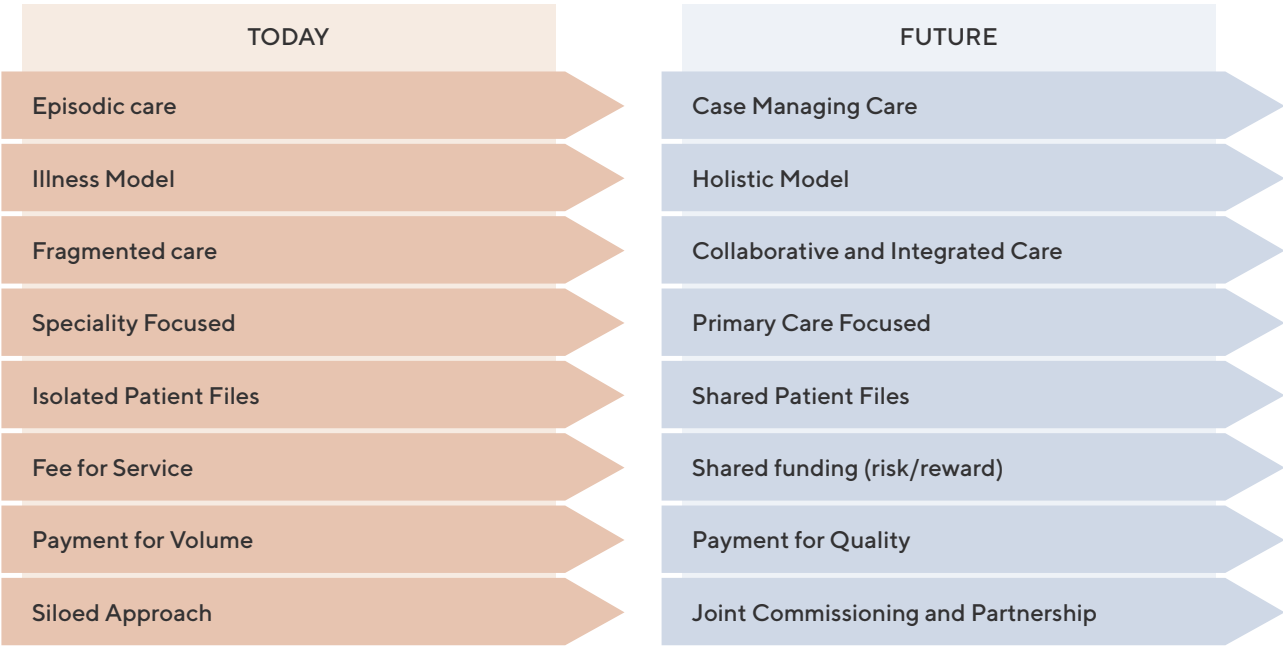 TODAY
FUTURE
Episodic care
Case Managing Care
Illness Model
Holistic Model
Fragmented care
Collaborative and Integrated Care
Speciality Focused
Primary Care Focused
Isolated Patient Files
Shared Patient Files
Fee for Service
Shared funding (risk/reward)
Payment for Volume
Payment for Quality
Siloed Approach
Joint Commissioning and Partnership